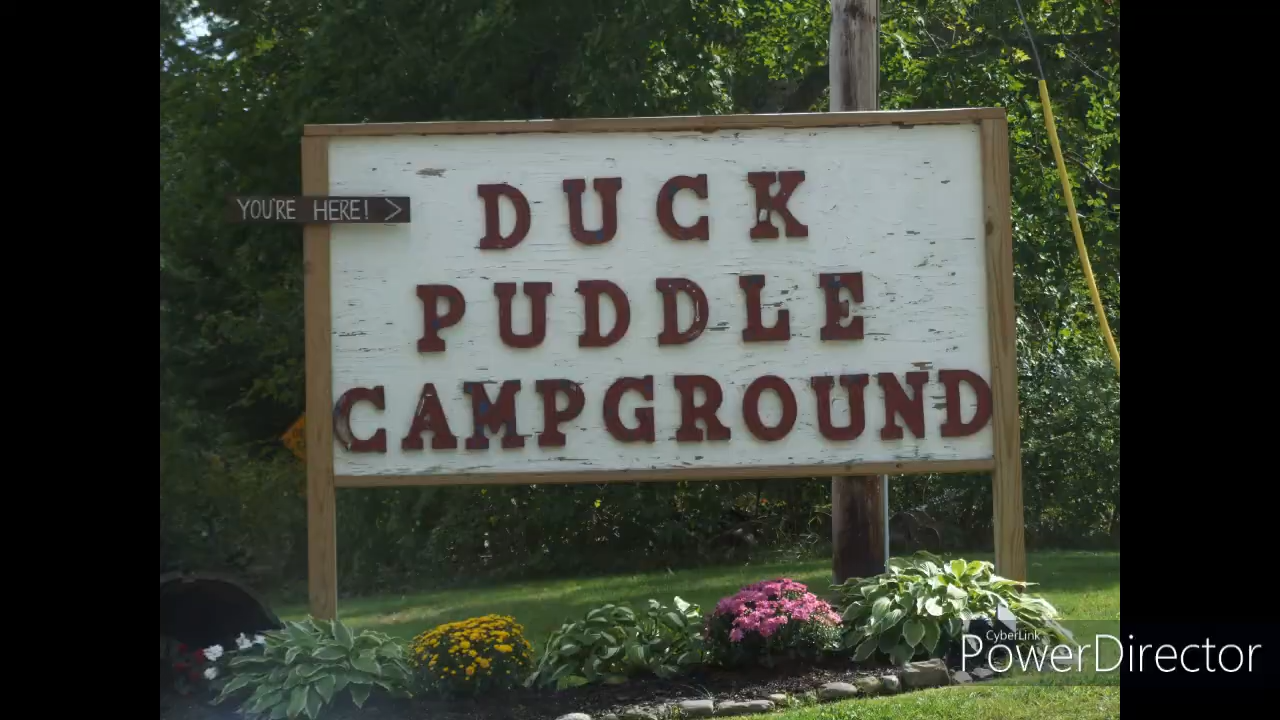 YOU'RE HERE! >
DUCK
PUDDLE
CAMPGROUND
CyberLink
PowerDirector